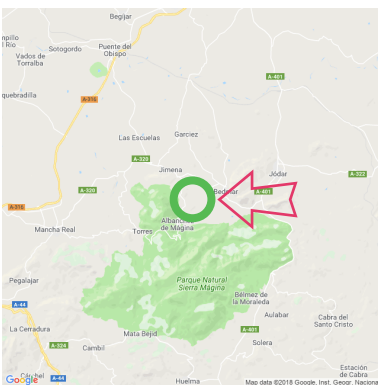 Begíjar
Sotogordo
Puente del
Obispo
Vados de
Torralba
A-401
quebradilla
A-316
Las Escuelas
Garciez
A-320
Jimena
Jódar
A-322
A-320
Bedmar
A-401
A-316
Albanchez
de Mágina
Mancha Real
Torres
Parque Natural
Sierra Mágina
Pegalajar
Bélmez de
la Moraleda
A-44
Aulabar
Cabra del
Santo Cristo
La Cerradura
Mata Bejid
A-401
A-324
Cambil
Solera
Estación
de Cabra
Google
A-44
Huelma
Map data ©2018 Google, Inst. Geogr. Naciona